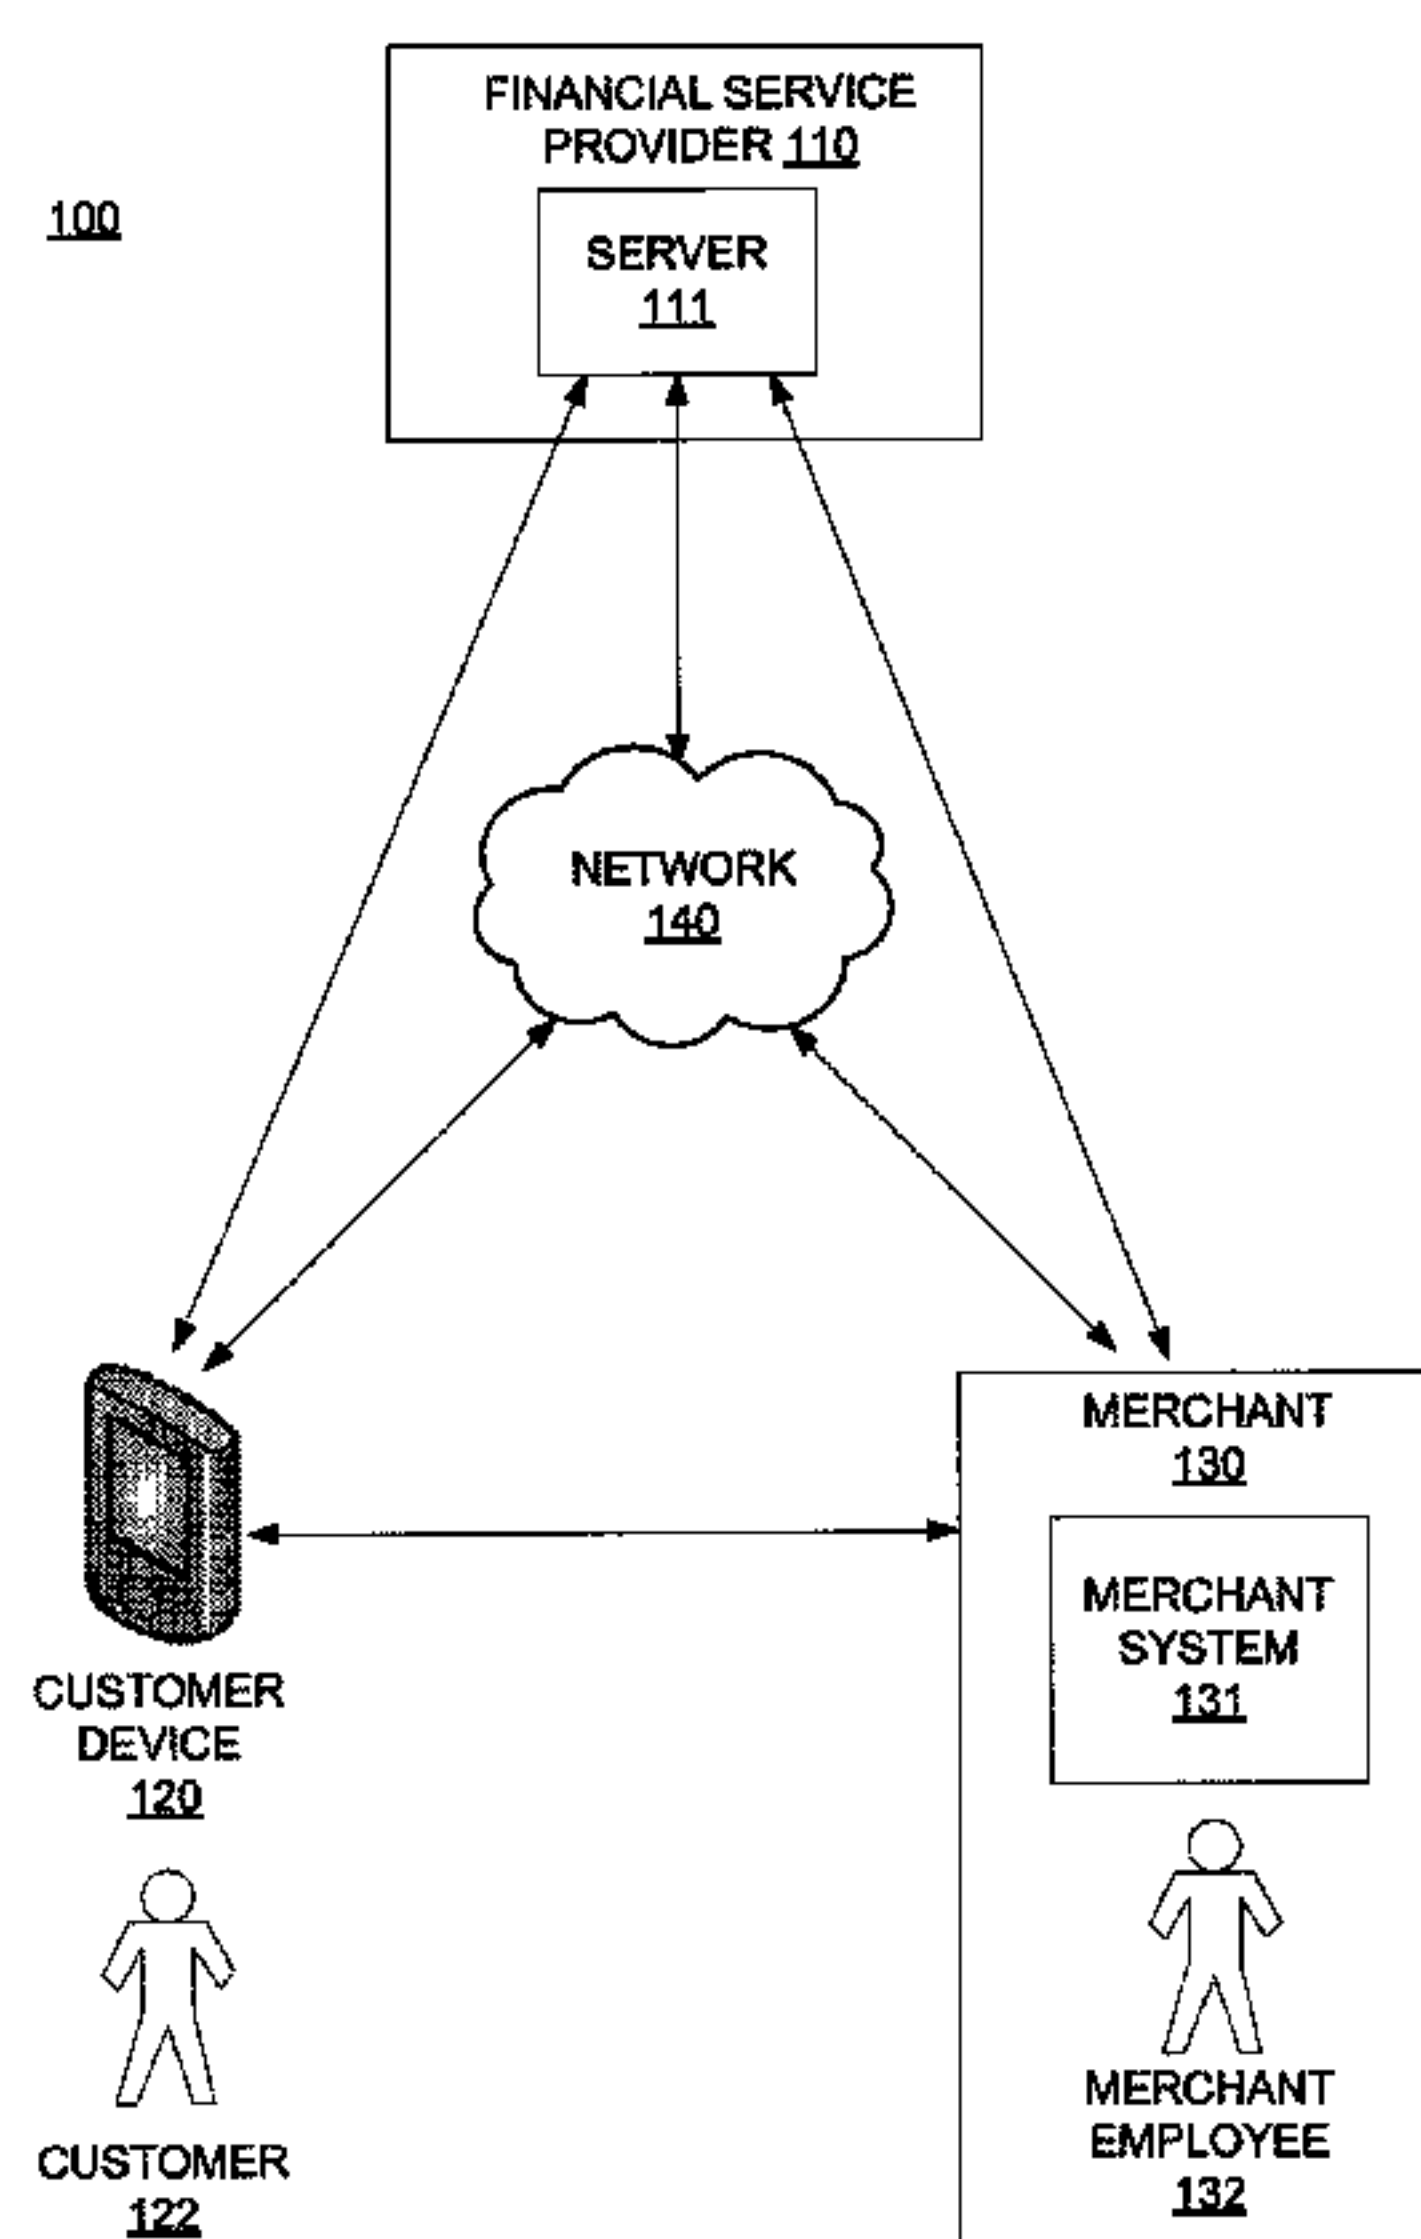 FINANCIAL SERVICE
PROVIDER 110
100
SERVER
111
NETWORK
140
MERCHANT
130
MERCHANT
SYSTEM
131
CUSTOMER
DEVICE
120
MERCHANT
EMPLOYEE
132
CUSTOMER
122